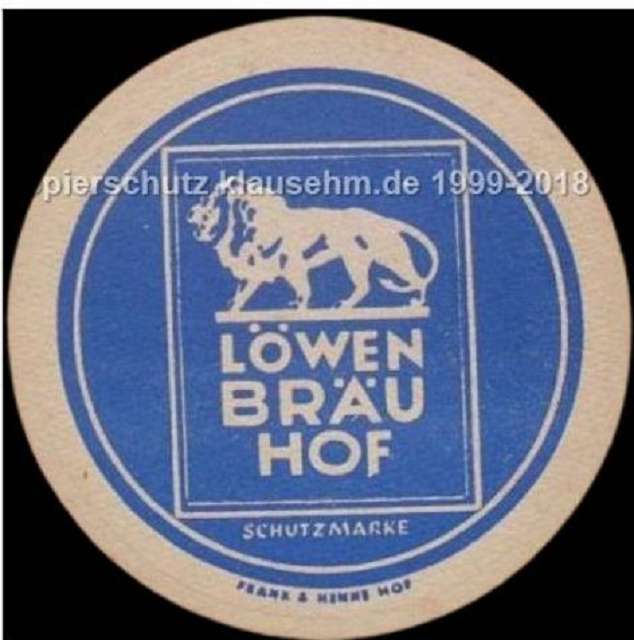 pierschutz.klausehm.de 1999-2018
LÖWEN
BRÄU
HOF
SCHUTZMARKE
FRANK & HENNE HOF